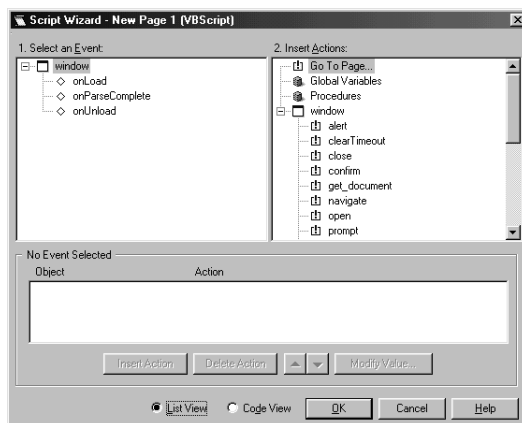 Script Wizard - New Page 1 (VBScript)
1. Select an Event:
window
onLoad
onParseComplete
onUnload
2. Insert Actions:
Go To Page...
Global Variables
Procedures
window
alert
clearTimeout
close
confirm
get_document
navigate
open
prompt
No Event Selected
Object Action
Insert Action Delete Action Modify Value...
List View Code View OK Cancel Help